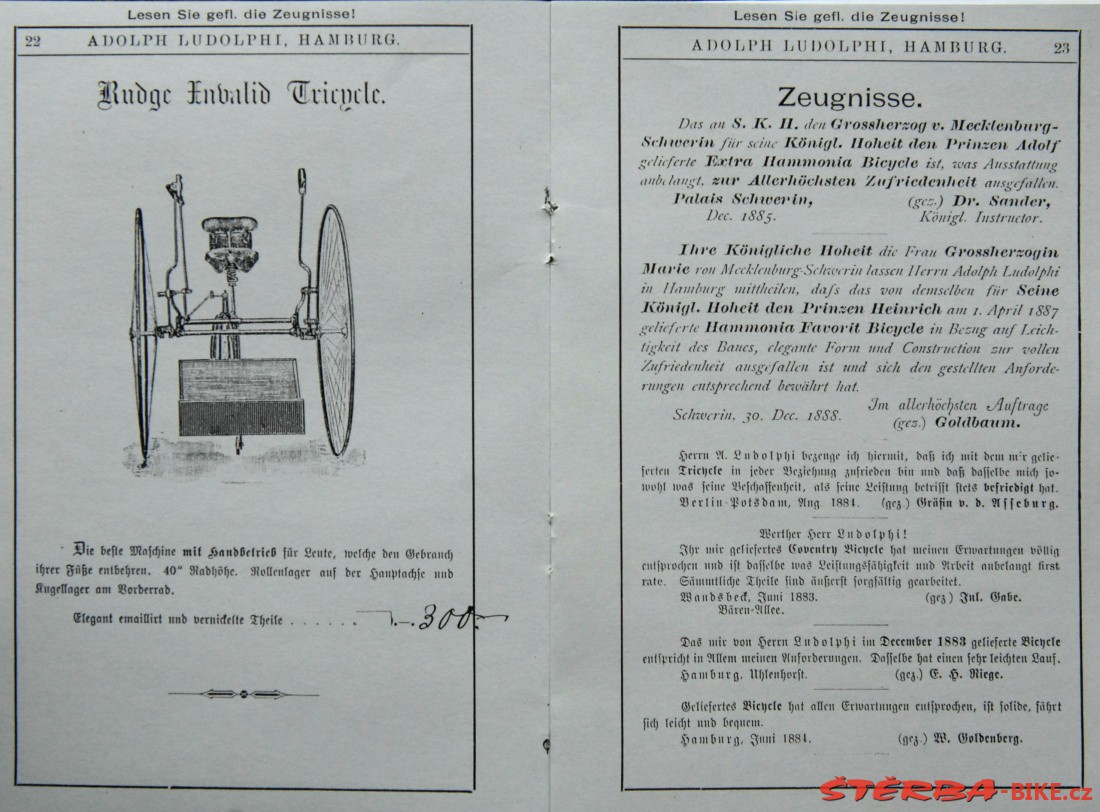 Lesen Sie gefl. die Zeugnisse!
22 ADOLPH LUDOLPHI, HAMBURG.
Rudge Invalid Tricycle.
Die beste Maschine mit Handbetrieb für Leute, welche den Gebrauch
ihrer Füße entbehren. 40" Radhöhe. Rollenlager auf der Hauptachse und
Kugellager am Vorderrad.
Elegant emaillirt und vernickelte Theile . . . . . . 300
Lesen Sie gefl. die Zeugnisse!
ADOLPH LUDOLPHI, HAMBURG. 23
Zeugnisse.
Das an S. K. H. den Grossherzog v. Mecklenburg-
Schwerin für seine Königl. Hoheit den Prinzen Adolf
gelieferte Extra Hammonia Bicycle ist, was Ausstattung
anbelangt, zur Allerhöchsten Zufriedenheit ausgefallen.
Palais Schwerin, (gez.) Dr. Sander,
Dec. 1885. Königl. Instructor.
Ihre Königliche Hoheit die Frau Grossherzogin
Marie von Mecklenburg-Schwerin lassen Herrn Adolph Ludolphi
in Hamburg mittheilen, dafs das von demselben für Seine
Königl. Hoheit den Prinzen Heinrich am 1. April 1887
gelieferte Hammonia Favorit Bicycle in Bezug auf Leich-
tigkeit des Baues, elegante Form und Construction zur vollen
Zufriedenheit ausgefallen ist und sich den gestellten Anforde-
rungen entsprechend bewährt hat.
Schwerin, 30. Dec. 1888. Im allerhöchsten Auftrage
(gez.) Goldbaum.
Herrn A. Ludolphi bezeuge ich hiermit, daß ich mit dem mir gelie-
ferten Tricycle in jeder Beziehung zufrieden bin und daß dasselbe mich so-
wohl was seine Beschaffenheit, als seine Leistung betrifft stets befriedigt hat.
Berlin-Potsdam, Aug. 1884. (gez.) Gräfin v. d. Asseburg.
Werther Herr Ludolphi!
Ihr mir geliefertes Coventry Bicycle hat meinen Erwartungen völlig
entsprochen und ist dasselbe was Leistungsfähigkeit und Arbeit anbelangt first
rate. Sämmtliche Theile sind äußerst sorgfältig gearbeitet.
Wandsbeck, Juni 1883. (gez) Jul. Gabe.
Bären-Allee.
Das mir von Herrn Ludolphi im December 1883 gelieferte Bicycle
entspricht in Allem meinen Anforderungen. Dasselbe hat einen sehr leichten Lauf.
Hamburg, Uhlenhorst. (gez.) E. H. Riege.
Geliefertes Bicycle hat allen Erwartungen entsprochen, ist solide, fährt
sich leicht und bequem.
Hamburg, Juni 1884. (gez.) W. Goldenberg.
ŠTĚRBA-BIKE.cz